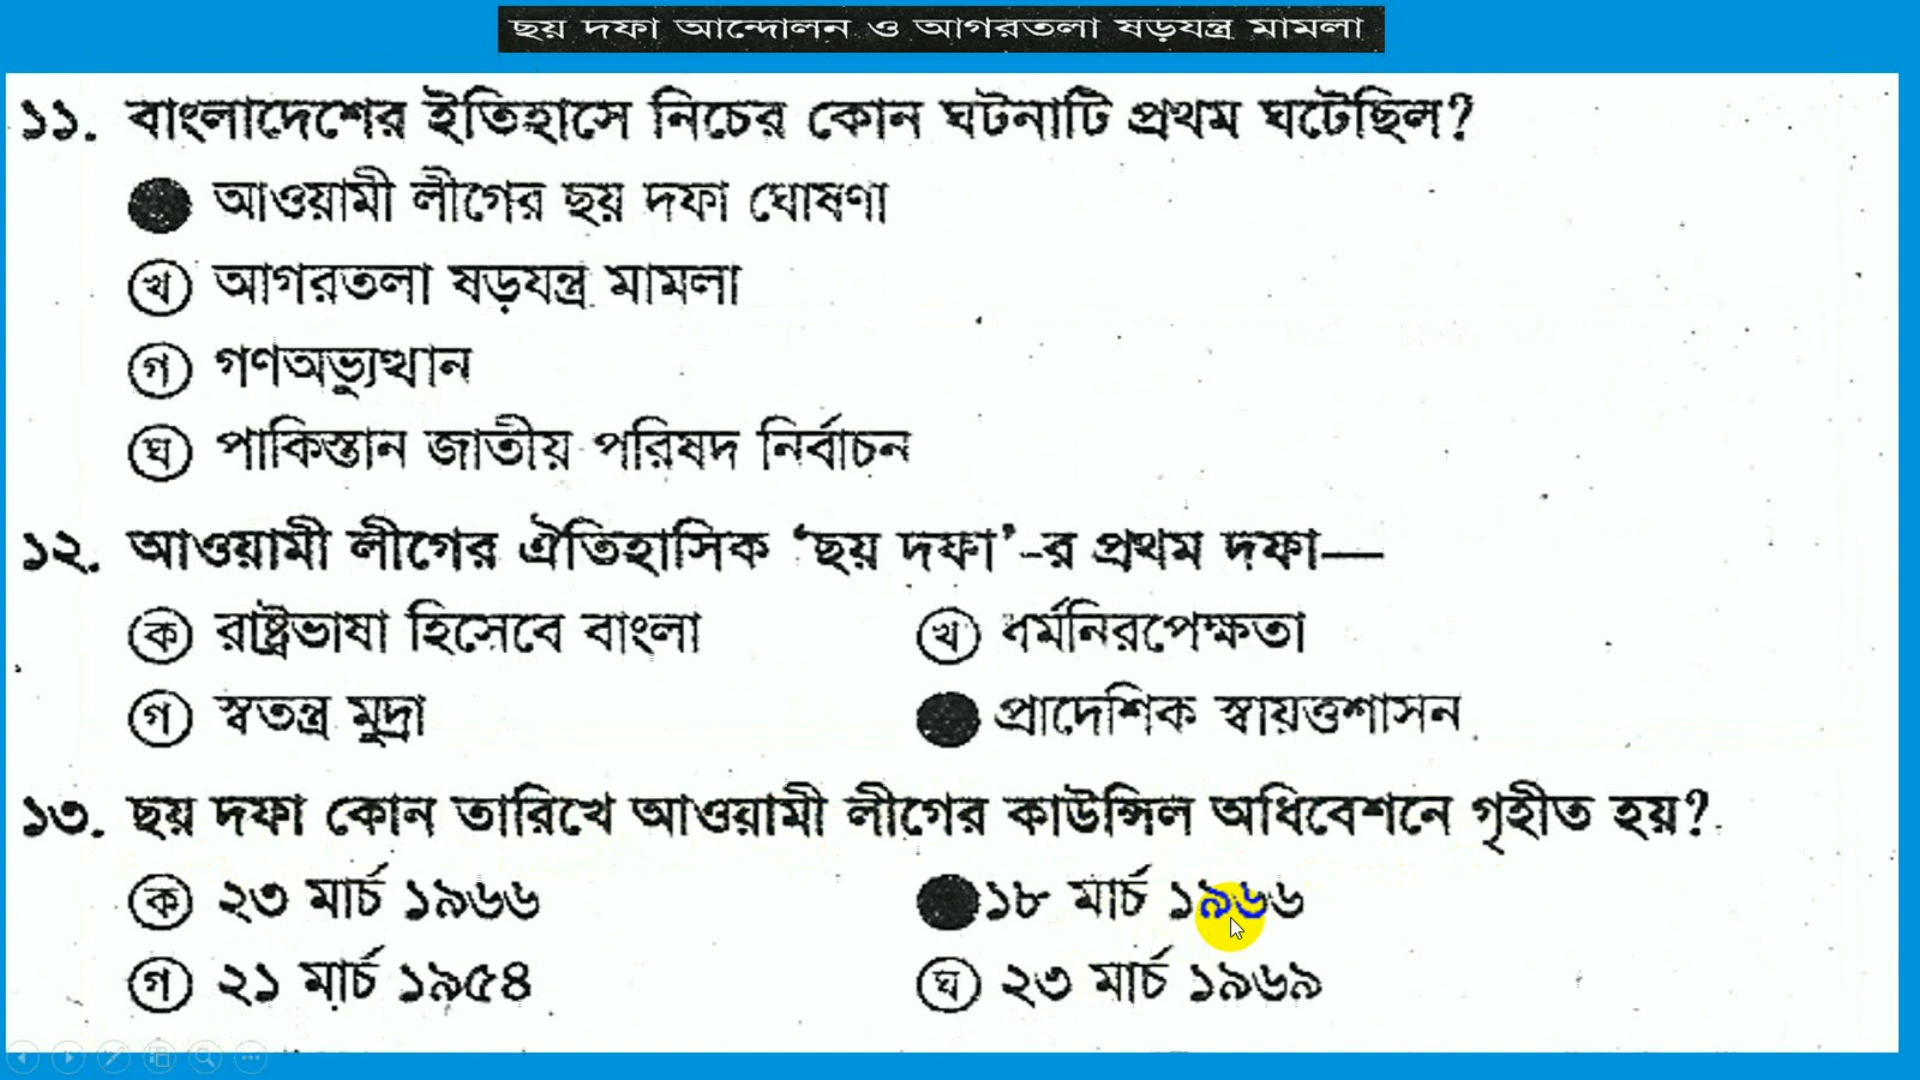 ছয় দফা আন্দোলন ও আগরতলা ষড়যন্ত্র মামলা
১১. বাংলাদেশের ইতিহাসে নিচের কোন ঘটনাটি প্রথম ঘটেছিল?
আওয়ামী লীগের ছয় দফা ঘোষণা
খ আগরতলা ষড়যন্ত্র মামলা
গ গণঅভ্যুত্থান
ঘ পাকিস্তান জাতীয় পরিষদ নির্বাচন
১২. আওয়ামী লীগের ঐতিহাসিক ‘ছয় দফা’-র প্রথম দফা—
ক রাষ্ট্রভাষা হিসেবে বাংলা খ ধর্মনিরপেক্ষতা
গ স্বতন্ত্র মুদ্রা প্রাদেশিক স্বায়ত্তশাসন
১৩. ছয় দফা কোন তারিখে আওয়ামী লীগের কাউন্সিল অধিবেশনে গৃহীত হয়?
ক ২৩ মার্চ ১৯৬৬ ১৮ মার্চ ১৯৬৬
গ ২১ মার্চ ১৯৫৪ ঘ ২৩ মার্চ ১৯৬৯